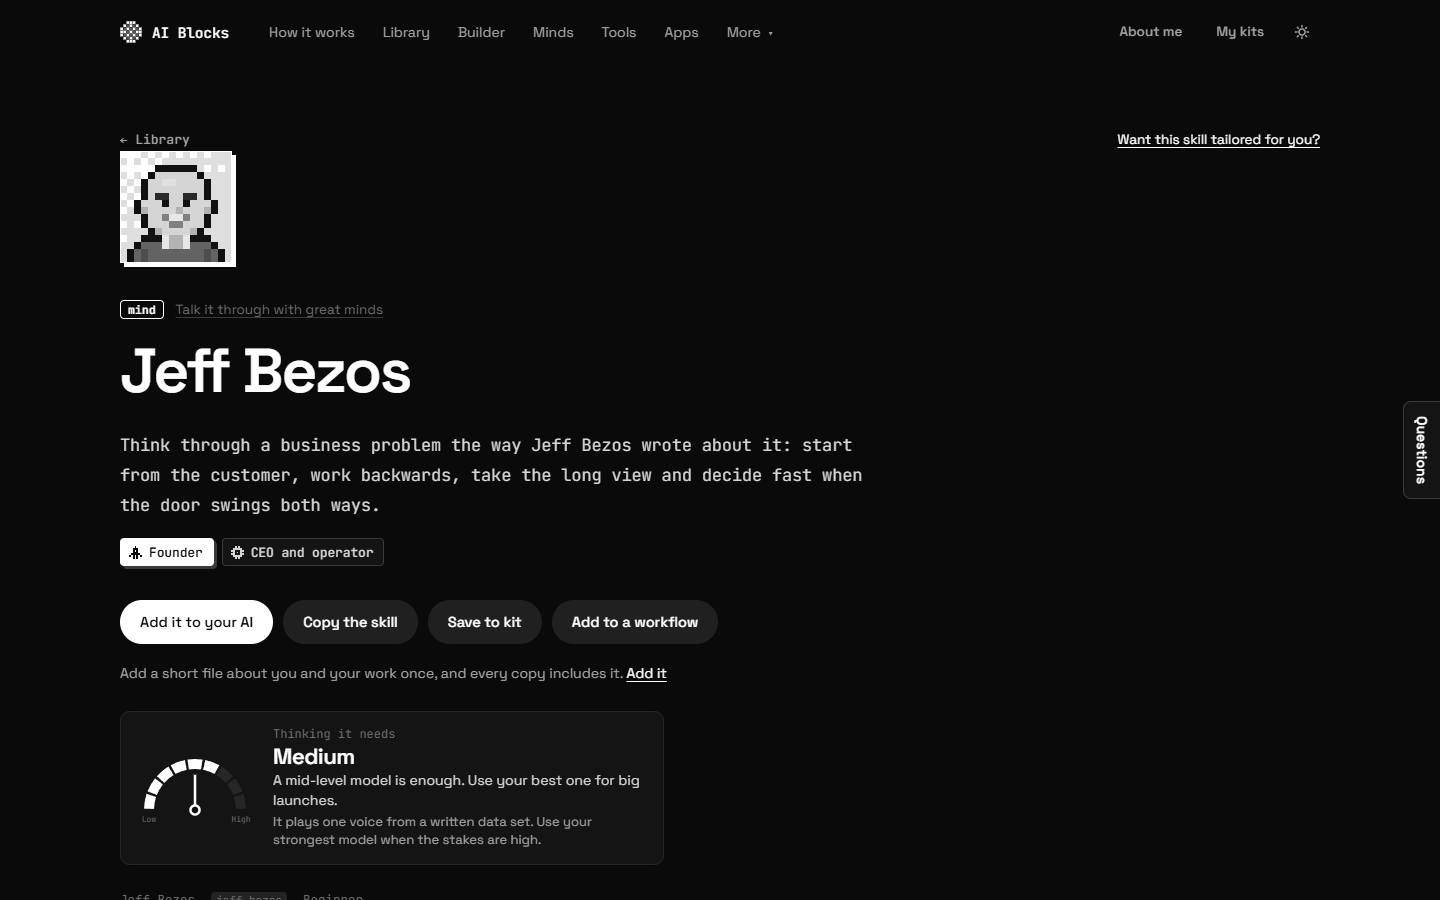 AI Blocks
How it works
Library
Builder
Minds
Tools
Apps
More ▾
About me
My kits
← Library
Want this skill tailored for you?
mind
Talk it through with great minds
Jeff Bezos
Think through a business problem the way Jeff Bezos wrote about it: start
from the customer, work backwards, take the long view and decide fast when
the door swings both ways.
Founder
CEO and operator
Add it to your AI
Copy the skill
Save to kit
Add to a workflow
Add a short file about you and your work once, and every copy includes it. Add it
Thinking it needs
Medium
A mid-level model is enough. Use your best one for big
launches.
It plays one voice from a written data set. Use your
strongest model when the stakes are high.
Low
High
Questions
Jeff Bezos
jeff-bezos
Beginner